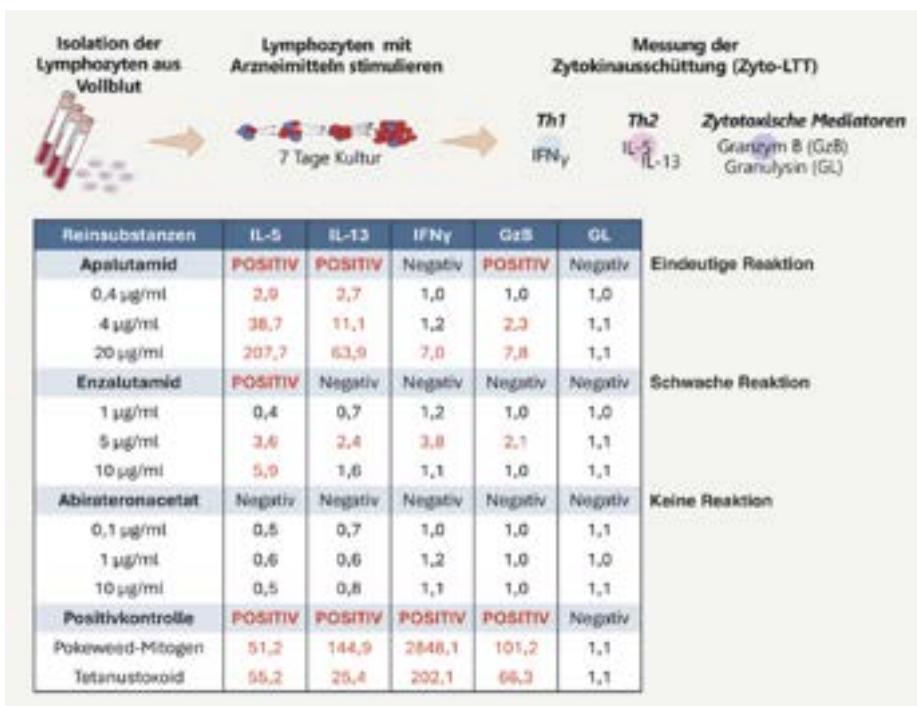 Isolation der
Lymphozyten aus
Vollblut
Lymphozyten mit
Arzneimitteln stimulieren
7 Tage Kultur
Messung der
Zytokinausschüttung (Zyto-LTT)
Th1 Th2 Zytotoxische Mediatoren
IFNγ IL-5 IL-13 Granzym B (GzB)
Granulysin (GL)
Reinsubstanzen IL-5 IL-13 IFNγ GzB GL
Apalutamid POSITIV POSITIV Negativ POSITIV Negativ Eindeutige Reaktion
0,4 µg/ml 2,9 2,7 1,0 1,0 1,0
4 µg/ml 38,7 11,1 1,2 2,3 1,1
20 µg/ml 207,7 63,9 7,0 7,8 1,1
Enzalutamid POSITIV Negativ Negativ Negativ Negativ Schwache Reaktion
1 µg/ml 0,4 0,7 1,2 1,0 1,0
5 µg/ml 3,6 2,4 3,8 2,1 1,1
10 µg/ml 5,9 1,6 1,1 1,0 1,1
Abirateronacetat Negativ Negativ Negativ Negativ Negativ Keine Reaktion
0,1 µg/ml 0,5 0,7 1,0 1,0 1,1
1 µg/ml 0,6 0,6 1,2 1,0 1,0
10 µg/ml 0,5 0,8 1,1 1,0 1,1
Positivkontrolle POSITIV POSITIV POSITIV POSITIV Negativ
Pokeweed-Mitogen 51,2 144,9 2848,1 101,2 1,1
Tetanustoxoid 55,2 25,4 202,1 66,3 1,1